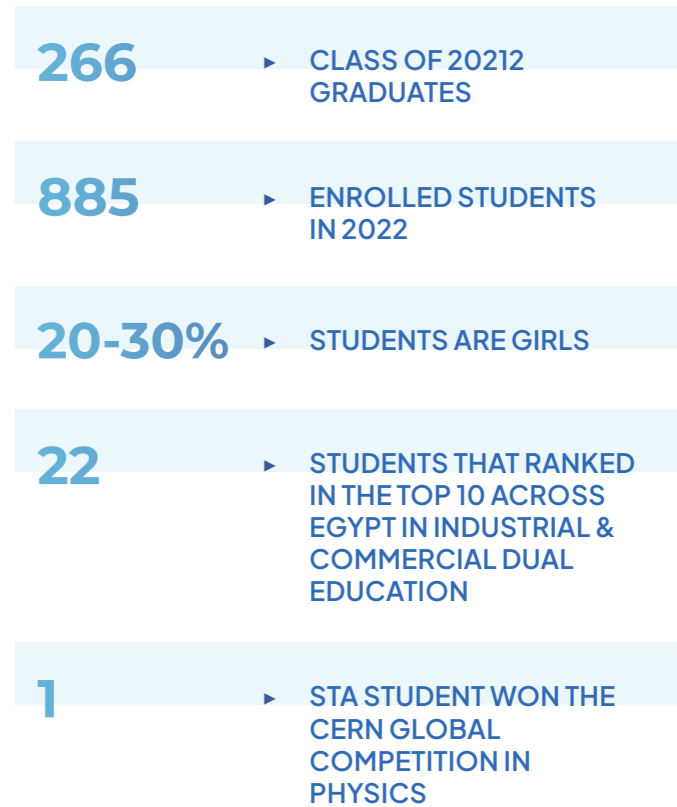 266 ► CLASS OF 20212
GRADUATES
885 ► ENROLLED STUDENTS
IN 2022
20-30% ► STUDENTS ARE GIRLS
22 ► STUDENTS THAT RANKED
IN THE TOP 10 ACROSS
EGYPT IN INDUSTRIAL &
COMMERCIAL DUAL
EDUCATION
1 ► STA STUDENT WON THE
CERN GLOBAL
COMPETITION IN
PHYSICS